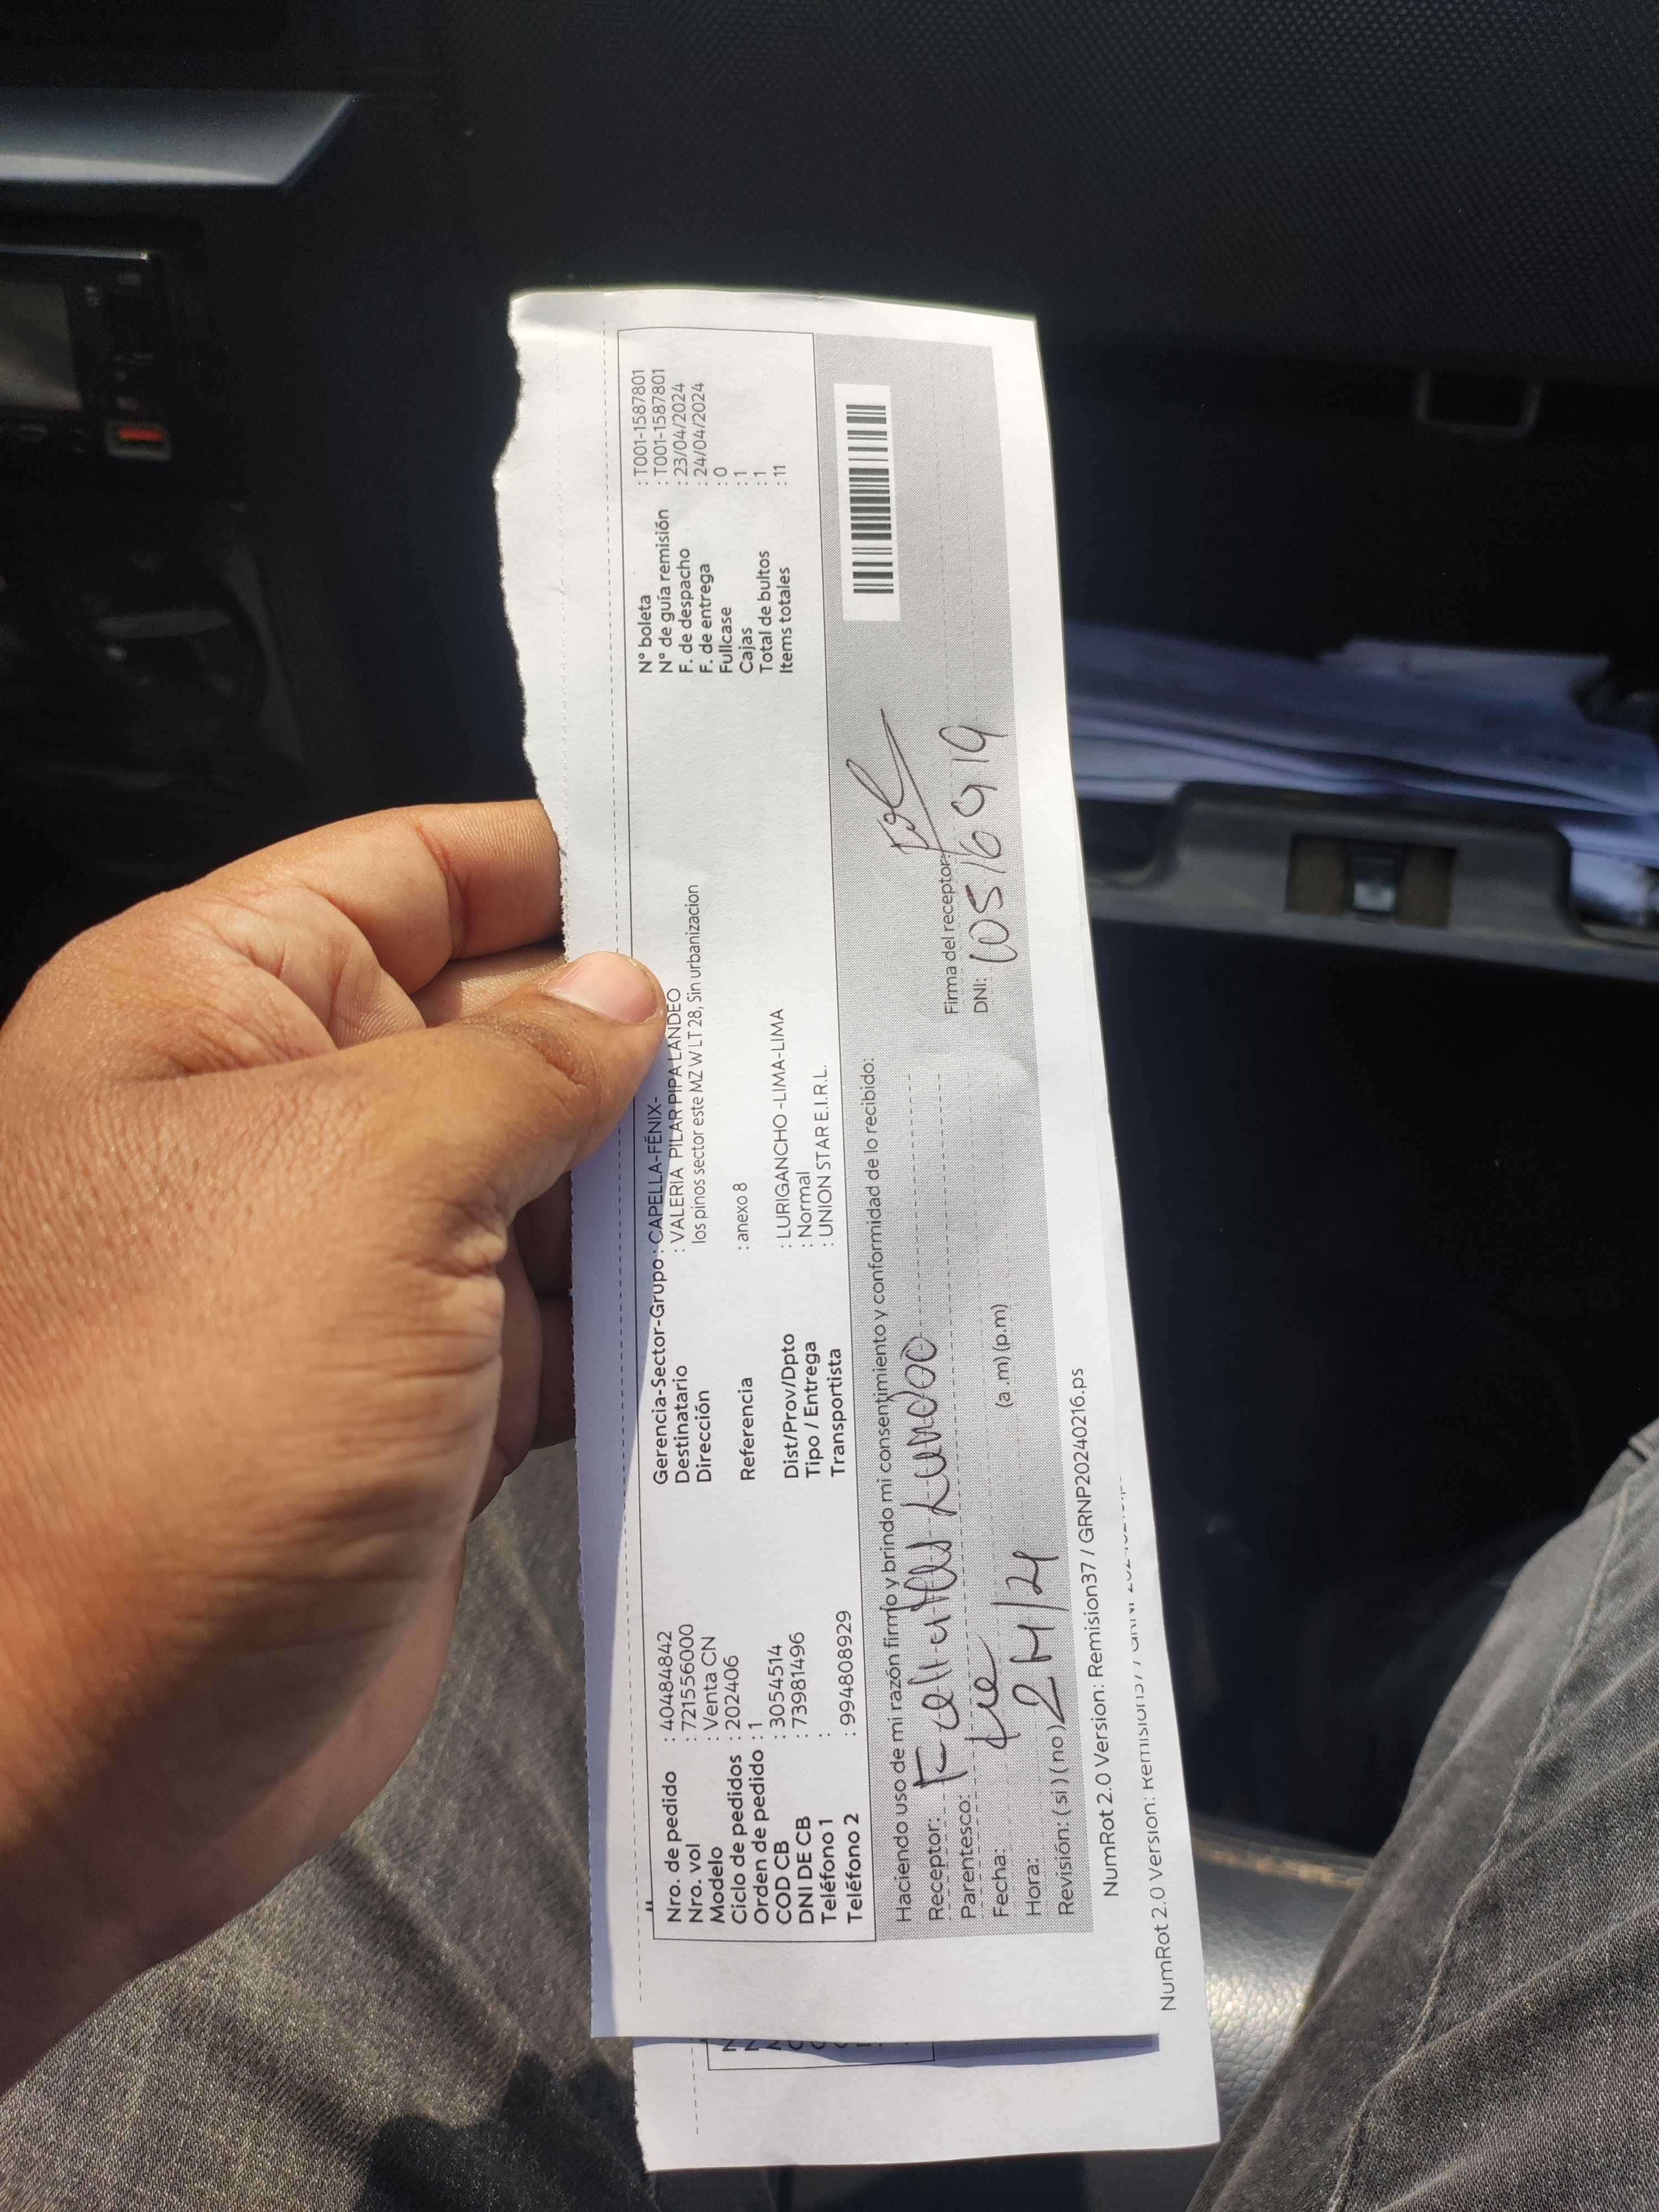 Nro. de pedido : 40484842
Nro. vol : 721556000
Modelo : Venta CN
Ciclo de pedidos : 202406
Orden de pedido : 1
COD CB : 3054514
DNI DE CB : 73981496
Teléfono 1 :
Teléfono 2 : 994808929
Gerencia-Sector-Grupo : CAPELLA-FÉNIX-
Destinatario : VALERIA PILAR PIPA LANDEO
Dirección los pinos sector este MZ W LT 28, Sin urbanizacion
Referencia : anexo 8
Dist/Prov/Dpto : LURIGANCHO -LIMA-LIMA
Tipo / Entrega : Normal
Transportista : UNION STAR E.I.R.L.
N° boleta : T001-1587801
N° de guía remisión : T001-1587801
F. de despacho : 23/04/2024
F. de entrega : 24/04/2024
Fullcase : 0
Cajas : 1
Total de bultos : 1
Items totales : 11
Haciendo uso de mi razón firmo y brindo mi consentimiento y conformidad de lo recibido:
Receptor:
Parentesco:
Fecha:
Hora: (a .m) (p.m)
Revisión: ( si ) ( no )
Firma del receptor:
DNI:
NumRot 2.0 Version: Remision37 / GRNP20240216.ps
NumRot 2.0 Version: Remision37 /